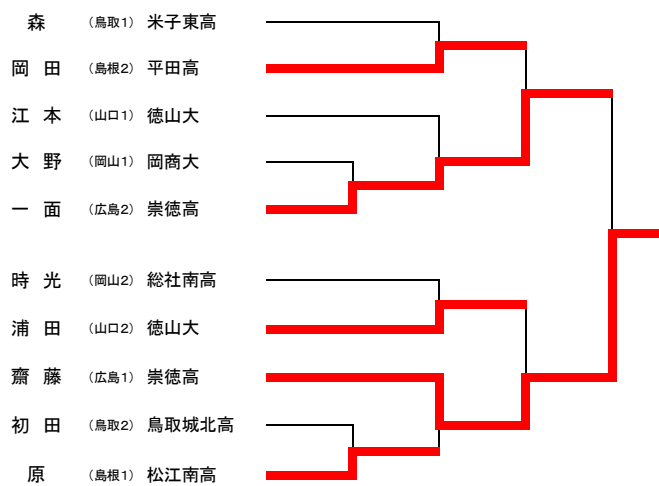 森 （鳥取1） 米子東高
岡 田 （島根2） 平田高
江 本 （山口1） 徳山大
大 野 （岡山1） 岡商大
一 面 （広島2） 崇徳高
時 光 （岡山2） 総社南高
浦 田 （山口2） 徳山大
齋 藤 （広島1） 崇徳高
初 田 （鳥取2） 鳥取城北高
原 （島根1） 松江南高